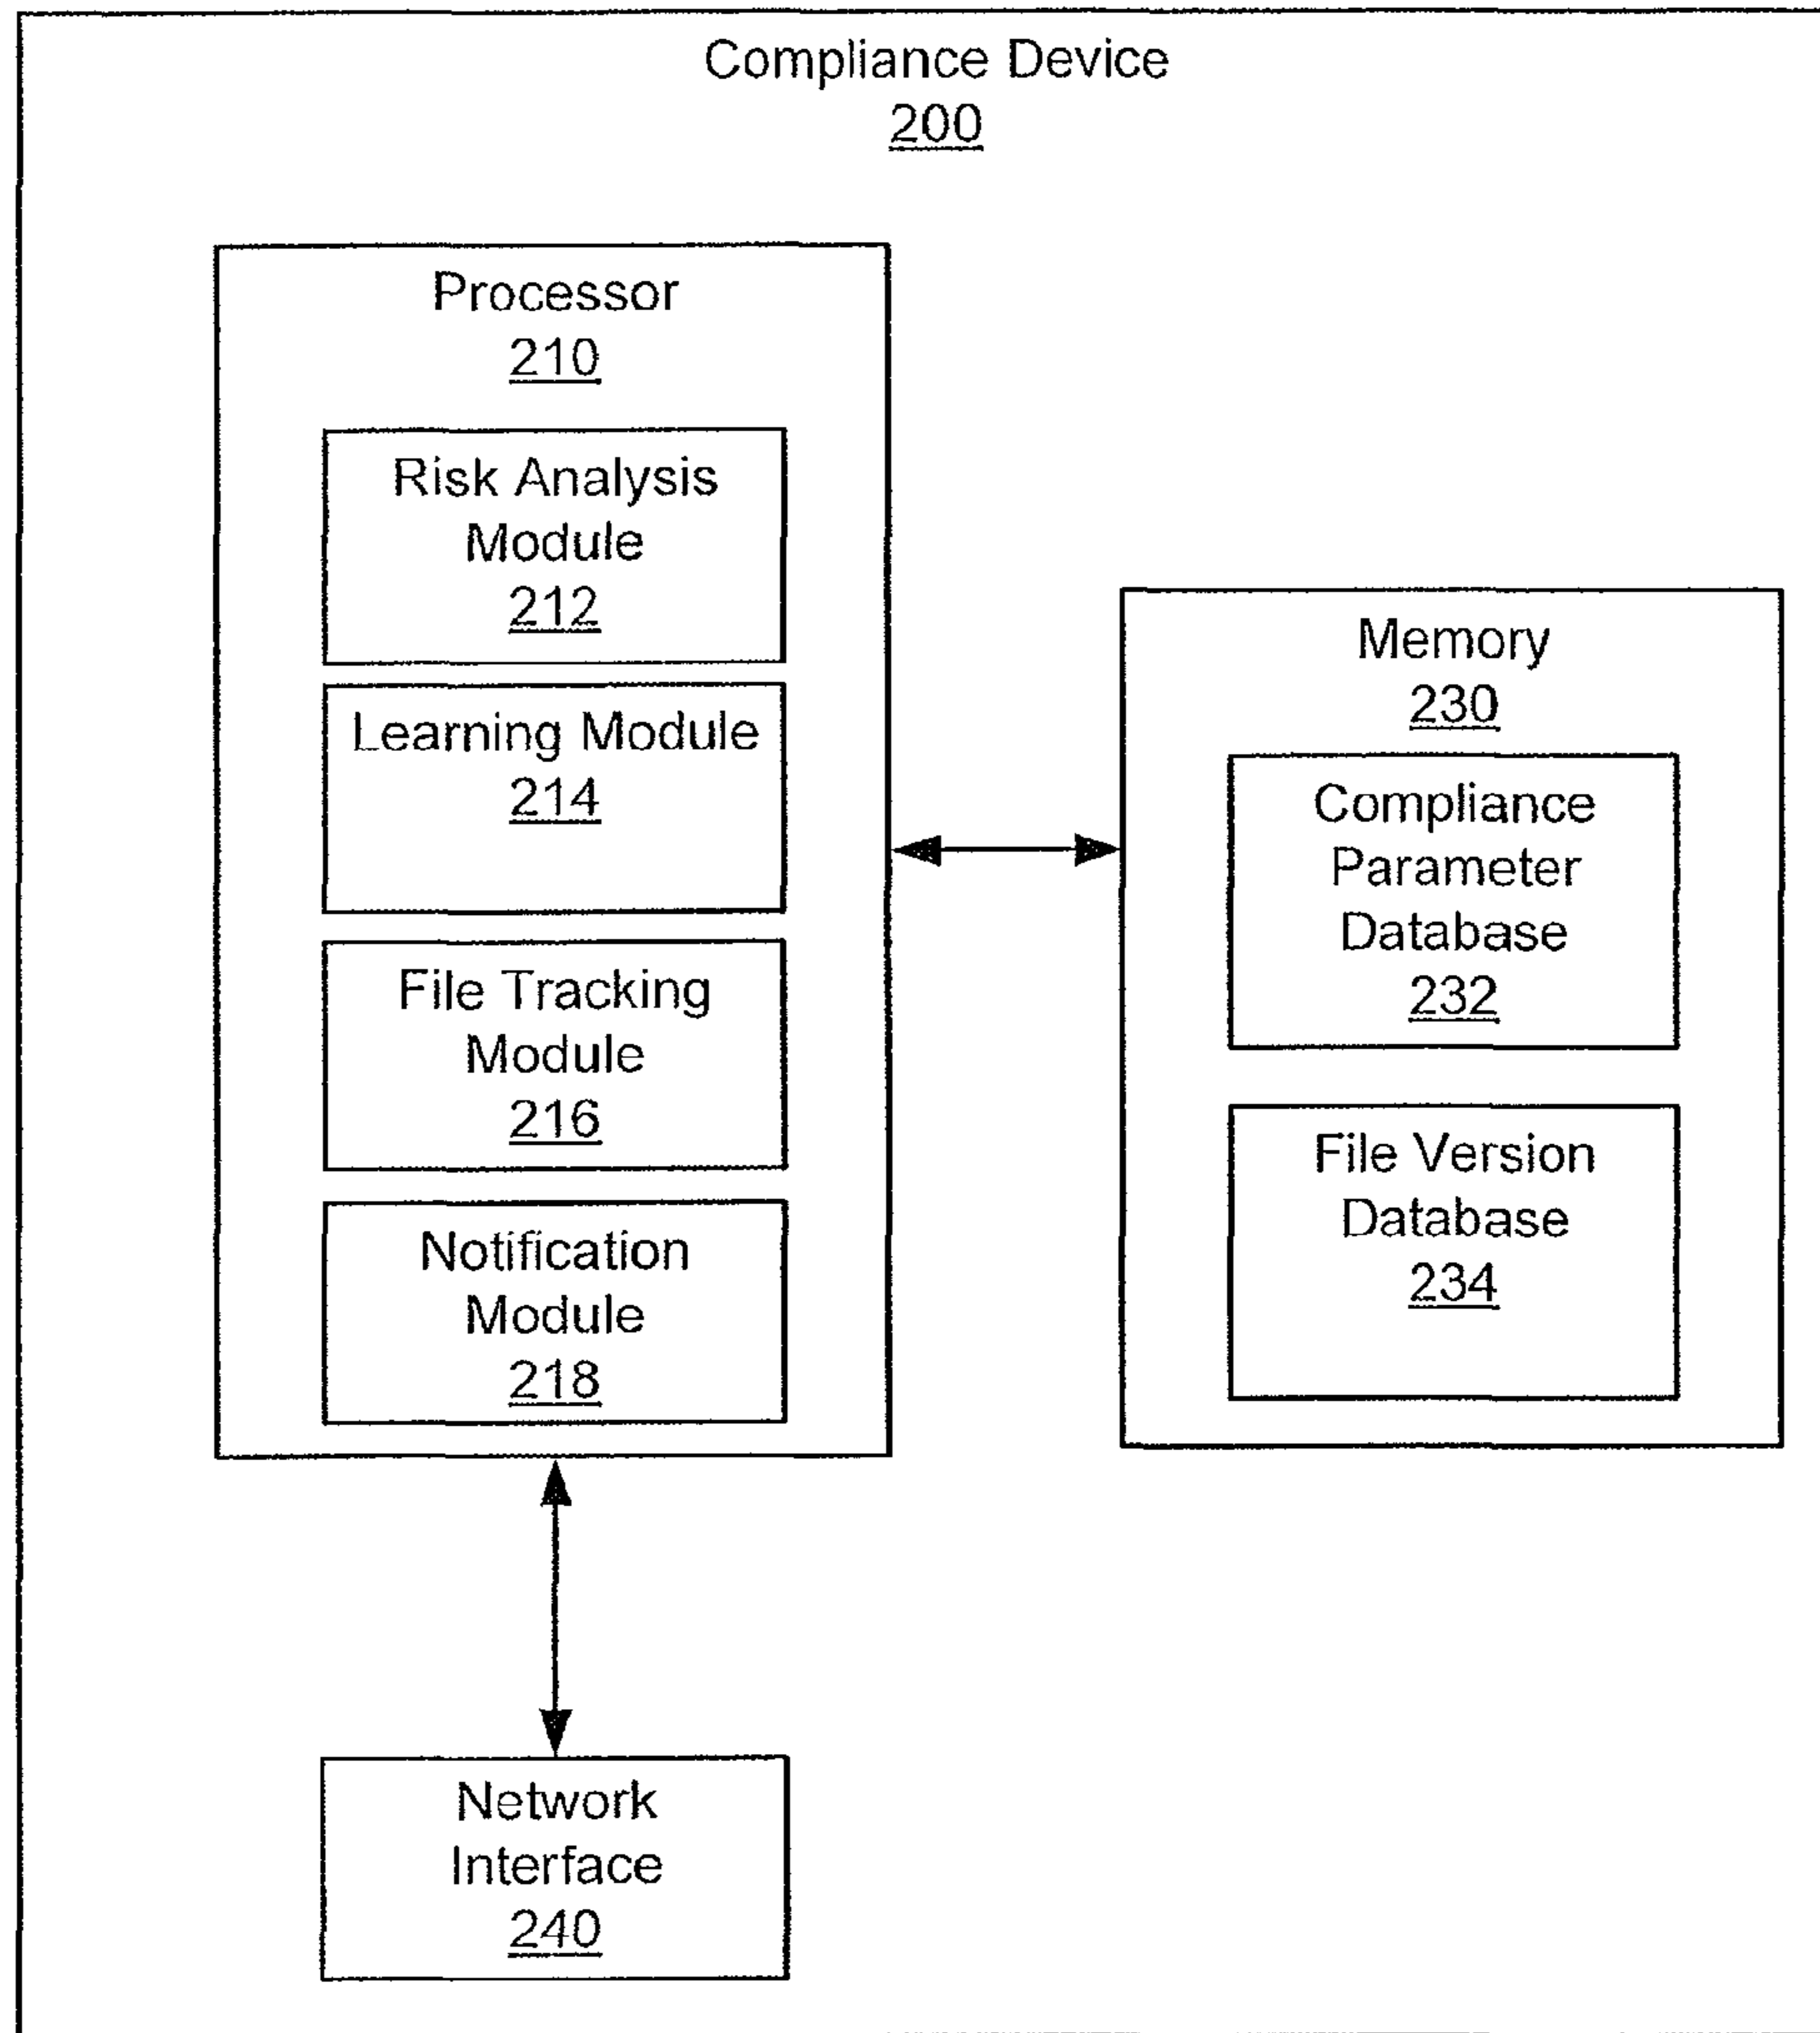 Compliance Device
200
Processor
210
Risk Analysis
Module
212
Learning Module
214
File Tracking
Module
216
Notification
Module
218
Memory
230
Compliance
Parameter
Database
232
File Version
Database
234
Network
Interface
240